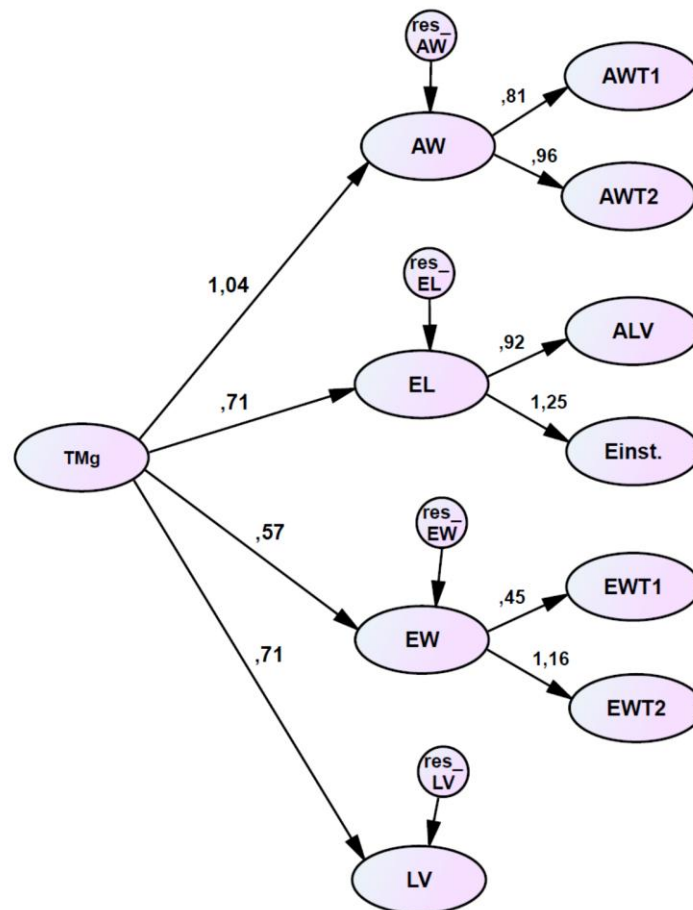 res_
AW
AWT1
,81
AW
,96
AWT2
res_
EL
1,04
ALV
,92
,71
EL
1,25
Einst.
TMg
res_
EW
,57
EWT1
,45
EW
1,16
,71
EWT2
res_
LV
LV